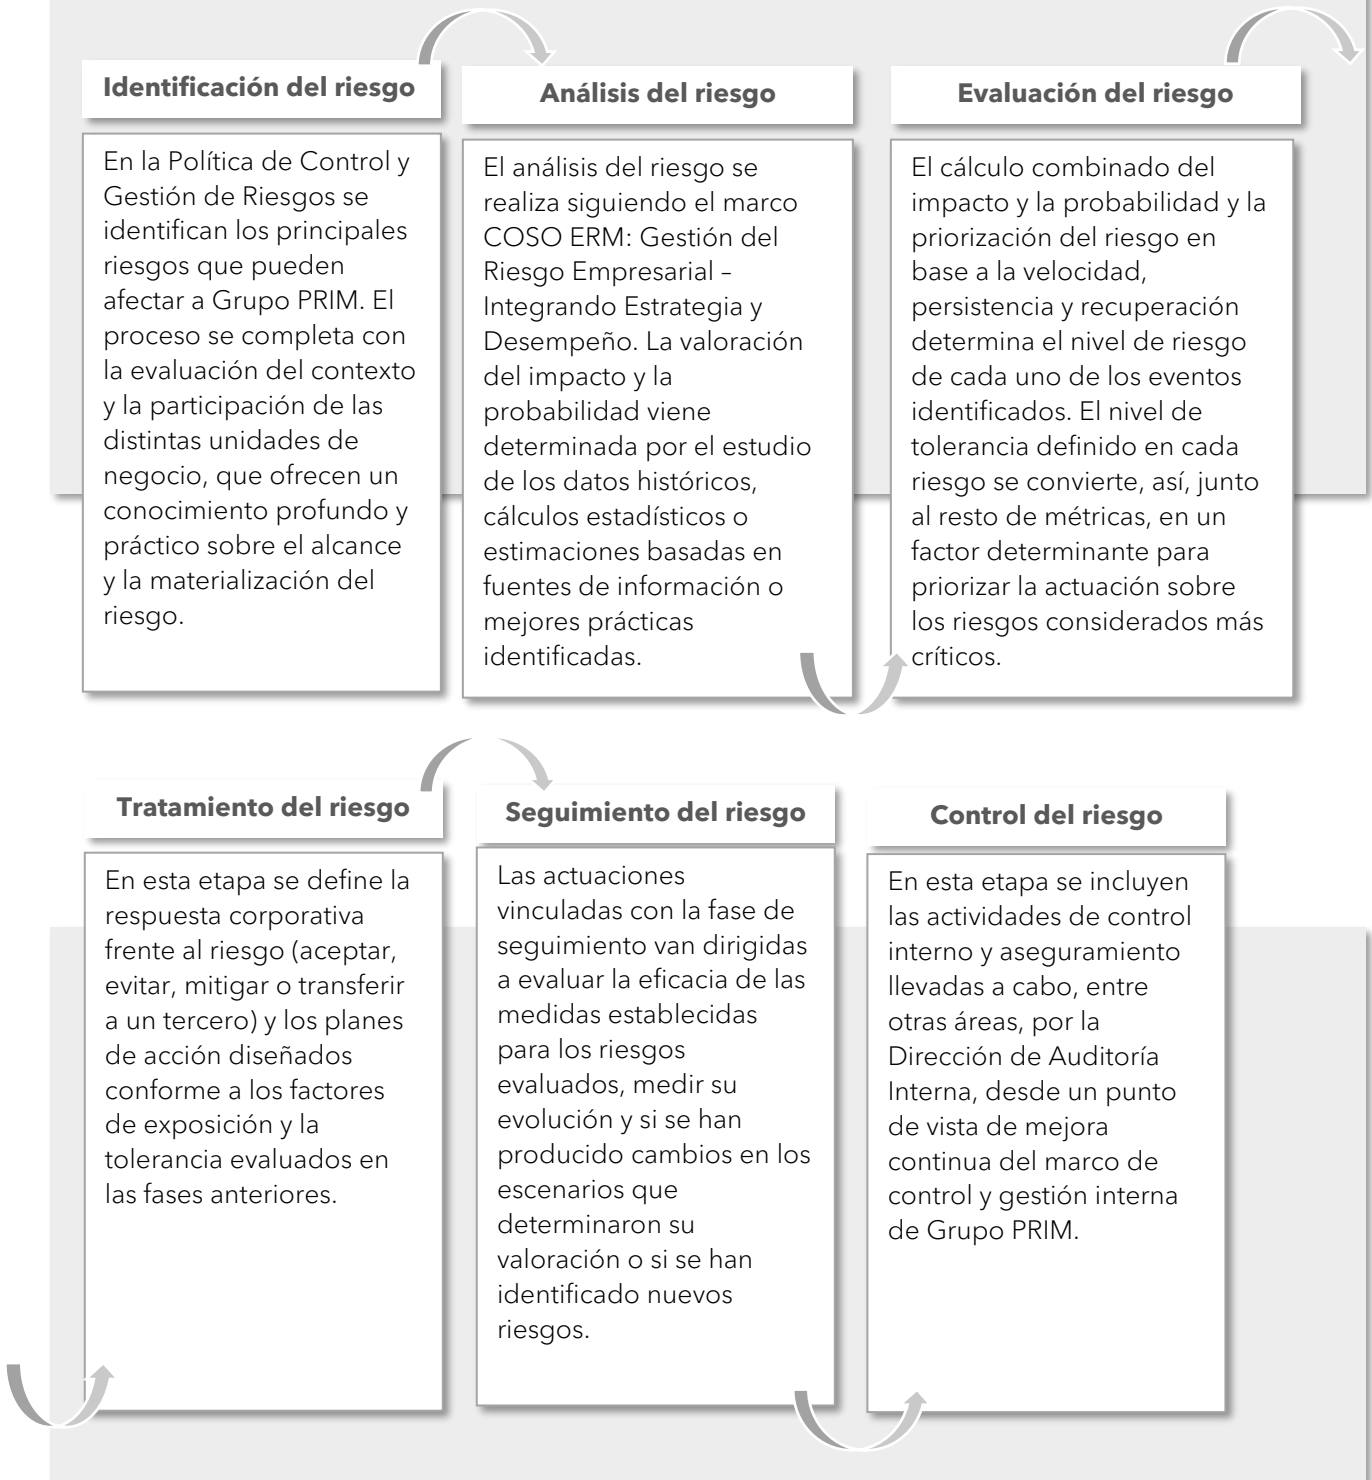 Identificación del riesgo
En la Política de Control y
Gestión de Riesgos se
identifican los principales
riesgos que pueden
afectar a Grupo PRIM. El
proceso se completa con
la evaluación del contexto
y la participación de las
distintas unidades de
negocio, que ofrecen un
conocimiento profundo y
práctico sobre el alcance
y la materialización del
riesgo.
Análisis del riesgo
El análisis del riesgo se
realiza siguiendo el marco
COSO ERM: Gestión del
Riesgo Empresarial –
Integrando Estrategia y
Desempeño. La valoración
del impacto y la
probabilidad viene
determinada por el estudio
de los datos históricos,
cálculos estadísticos o
estimaciones basadas en
fuentes de información o
mejores prácticas
identificadas.
Evaluación del riesgo
El cálculo combinado del
impacto y la probabilidad y la
priorización del riesgo en
base a la velocidad,
persistencia y recuperación
determina el nivel de riesgo
de cada uno de los eventos
identificados. El nivel de
tolerancia definido en cada
riesgo se convierte, así, junto
al resto de métricas, en un
factor determinante para
priorizar la actuación sobre
los riesgos considerados más
críticos.
Tratamiento del riesgo
En esta etapa se define la
respuesta corporativa
frente al riesgo (aceptar,
evitar, mitigar o transferir
a un tercero) y los planes
de acción diseñados
conforme a los factores
de exposición y la
tolerancia evaluados en
las fases anteriores.
Seguimiento del riesgo
Las actuaciones
vinculadas con la fase de
seguimiento van dirigidas
a evaluar la eficacia de las
medidas establecidas
para los riesgos
evaluados, medir su
evolución y si se han
producido cambios en los
escenarios que
determinaron su
valoración o si se han
identificado nuevos
riesgos.
Control del riesgo
En esta etapa se incluyen
las actividades de control
interno y aseguramiento
llevadas a cabo, entre
otras áreas, por la
Dirección de Auditoría
Interna, desde un punto
de vista de mejora
continua del marco de
control y gestión interna
de Grupo PRIM.